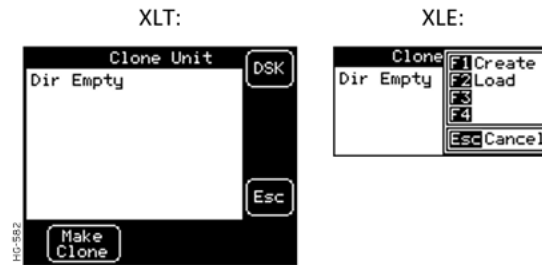 XLT:
Clone Unit
DSK
Dir Empty
Esc
Make
Clone
HG-582
XLE:
Clone
Dir Empty
F1 Create
F2 Load
F3
F4
Esc Cancel